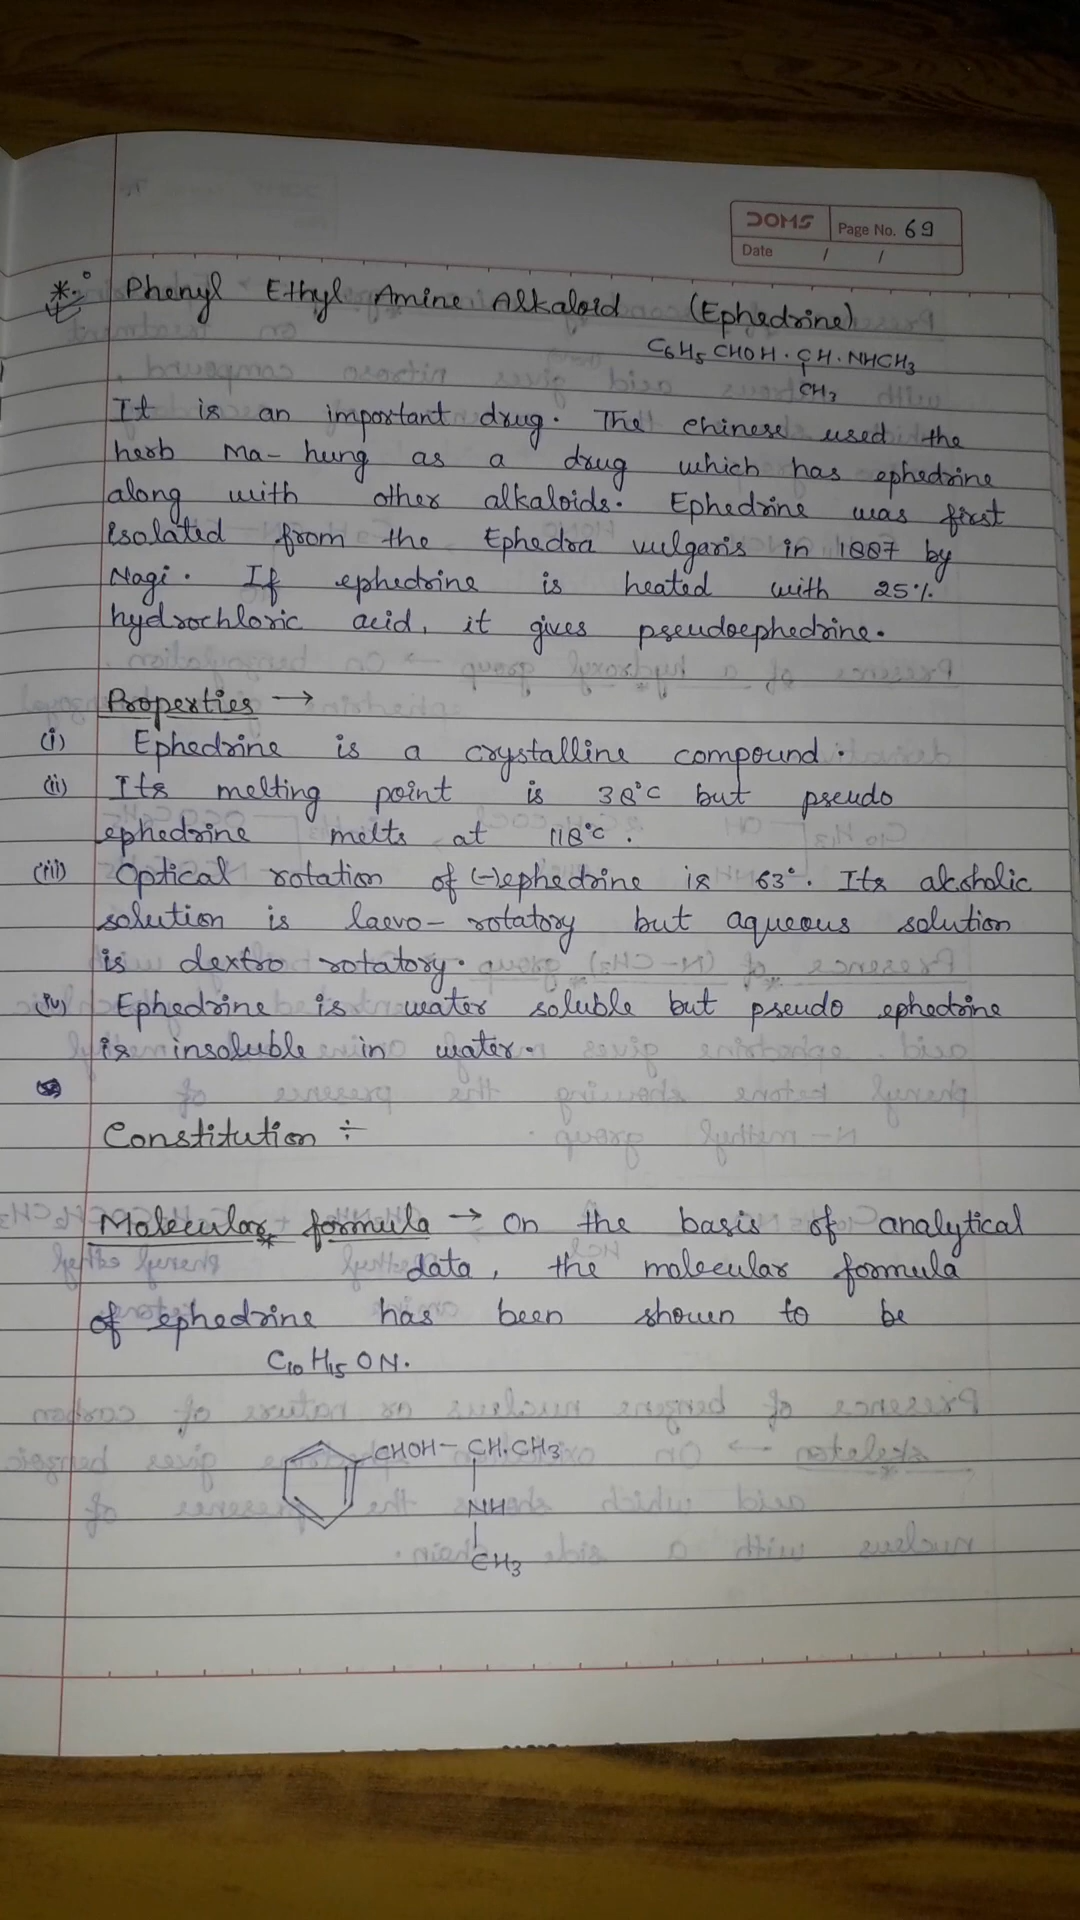 DOMS Page No. 69
Date / /
*:° Phenyl Ethyl Amine Alkaloid (Ephedrine)
C6H5 CHOH . CH . NHCH3
CH3
It is an important drug. The chinese used the
herb Ma- hung as a drug which has ephedrine
along with other alkaloids. Ephedrine was first
isolated from the Ephedra vulgaris in 1887 by
Nagi. If ephedrine is heated with 25%
hydrochloric acid, it gives pseudoephedrine.
Properties →
(i) Ephedrine is a crystalline compound.
(ii) Its melting point is 38°C but pseudo
ephedrine melts at 118°C.
(iii) Optical rotation of (-)ephedrine is 63°. Its alcoholic
solution is laevo- rotatory but aqueous solution
is dextro rotatory.
(iv) Ephedrine is water soluble but pseudo ephedrine
is insoluble in water.
Constitution ÷
Molecular formula → On the basis of analytical
data, the molecular formula
of ephedrine has been shown to be
C10 H15 ON.
CHOH- CH.CH3
NH
CH3